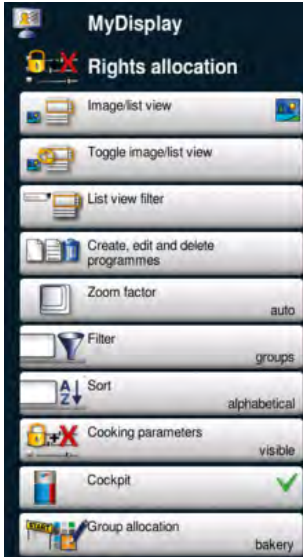 MyDisplay
Rights allocation
Image/list view
Toggle image/list view
List view filter
Create, edit and delete
programmes
Zoom factor
auto
Filter
groups
Sort
alphabetical
Cooking parameters
visible
Cockpit
Group allocation
bakery